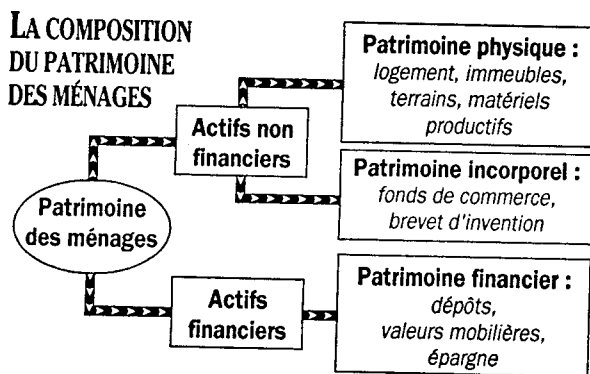 LA COMPOSITION
DU PATRIMOINE
DES MÉNAGES
Patrimoine
des ménages
Actifs non
financiers
Patrimoine physique :
logement, immeubles,
terrains, matériels
productifs
Patrimoine incorporel :
fonds de commerce,
brevet d'invention
Actifs
financiers
Patrimoine financier :
dépôts,
valeurs mobilières,
épargne